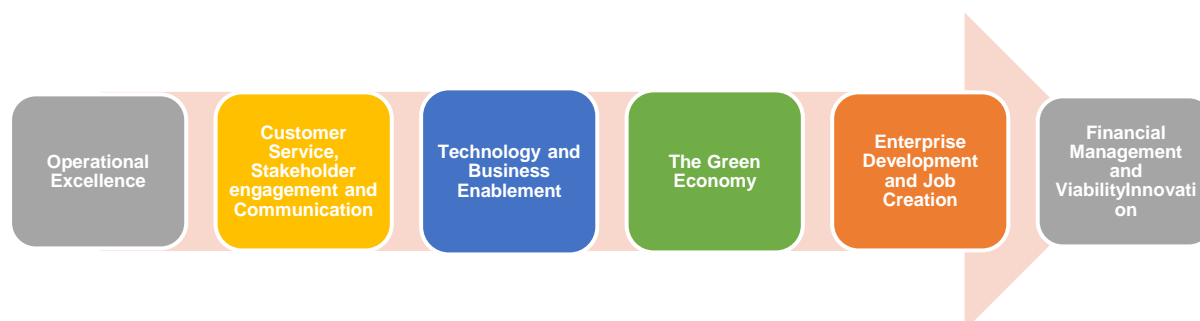 Operational
Excellence
Customer
Service,
Stakeholder
engagement and
Communication
Technology and
Business
Enablement
The Green
Economy
Enterprise
Development
and Job
Creation
Financial
Management
and
ViabilityInnovati
on